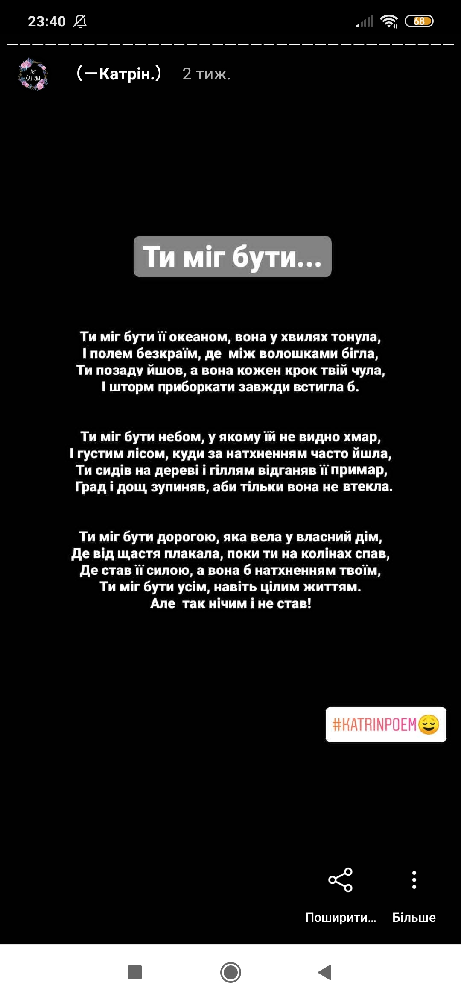 23:40
68
ART
KATRIN
(—Катрін.) 2 тиж.
Ти міг бути...
Ти міг бути її океаном, вона у хвилях тонула,
І полем безкраїм, де між волошками бігла,
Ти позаду йшов, а вона кожен крок твій чула,
І шторм приборкати завжди встигла б.
Ти міг бути небом, у якому їй не видно хмар,
І густим лісом, куди за натхненням часто йшла,
Ти сидів на дереві і гіллям відганяв її примар,
Град і дощ зупиняв, аби тільки вона не втекла.
Ти міг бути дорогою, яка вела у власний дім,
Де від щастя плакала, поки ти на колінах спав,
Де став її силою, а вона б натхненням твоїм,
Ти міг бути усім, навіть цілим життям.
Але так нічим і не став!
#KATRINPOEM😌
Поширити... Більше